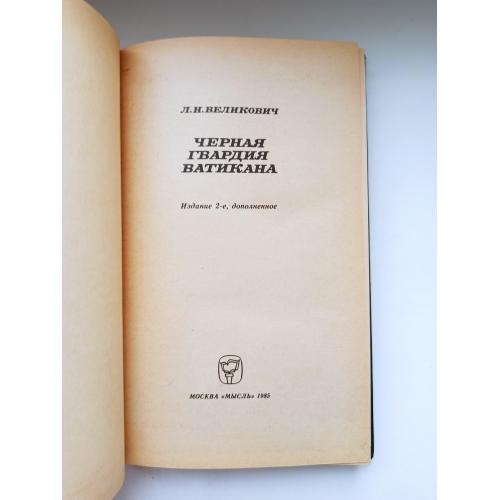 Л.Н.ВЕЛИКОВИЧ
ЧЕРНАЯ
ГВАРДИЯ
ВАТИКАНА
Издание 2-е, дополненное
МОСКВА «МЫСЛЬ» 1985